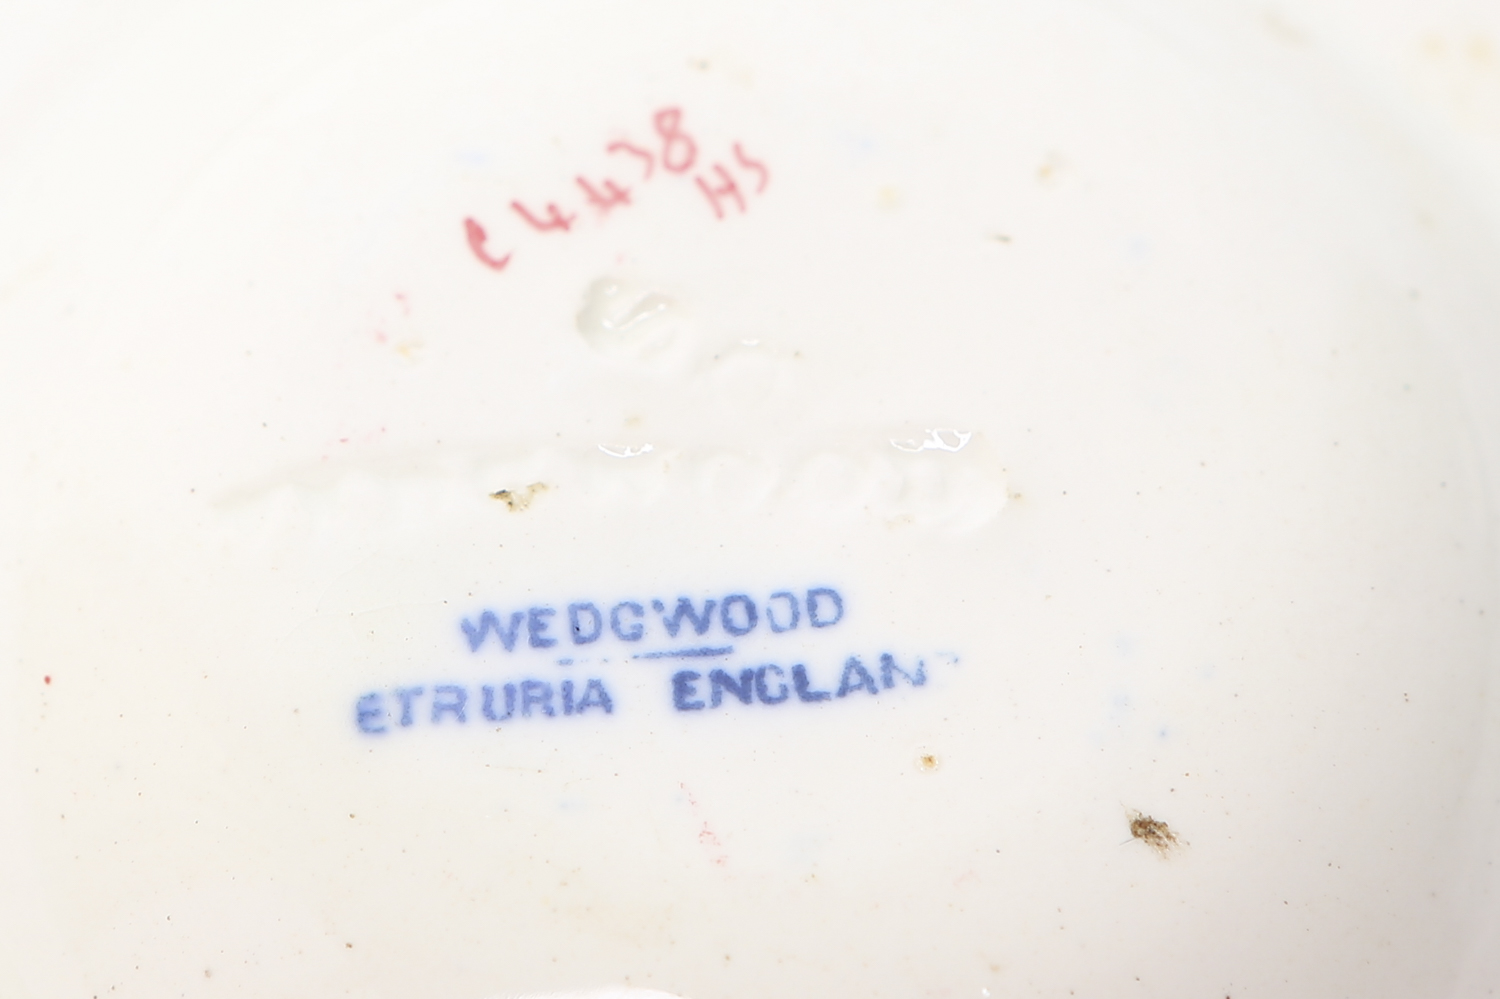 C4438
HS
WEDGWOOD
ETRURIA ENGLAN